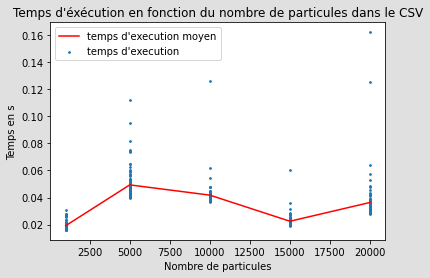 Temps d'éxécution en fonction du nombre de particules dans le CSV
temps d'execution moyen
temps d'execution
Temps en s
0.16
0.14
0.12
0.10
0.08
0.06
0.04
0.02
2500 5000 7500 10000 12500 15000 17500 20000
Nombre de particules